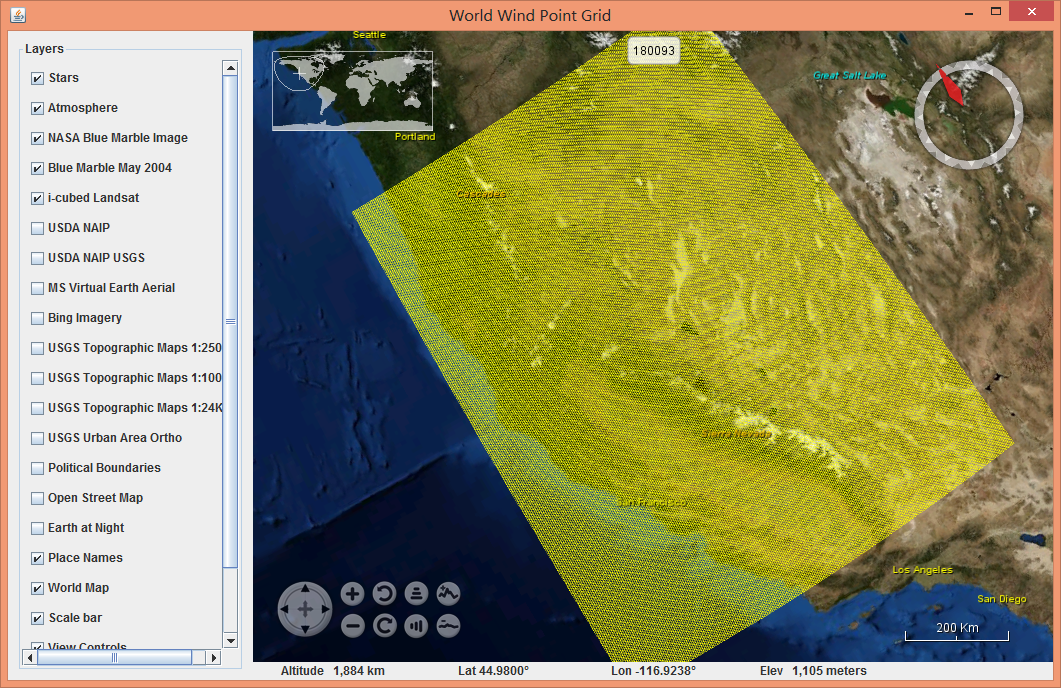 World Wind Point Grid
Layers
Stars
Atmosphere
NASA Blue Marble Image
Blue Marble May 2004
i-cubed Landsat
USDA NAIP
USDA NAIP USGS
MS Virtual Earth Aerial
Bing Imagery
USGS Topographic Maps 1:250
USGS Topographic Maps 1:100
USGS Topographic Maps 1:24K
USGS Urban Area Ortho
Political Boundaries
Open Street Map
Earth at Night
Place Names
World Map
Scale bar
View Controls
Seattle
180093
Great Salt Lake
Portland
Cascades
Sierra Nevada
San Francisco
Los Angeles
San Diego
200 Km
Altitude 1,884 km Lat 44.9800° Lon -116.9238° Elev 1,105 meters